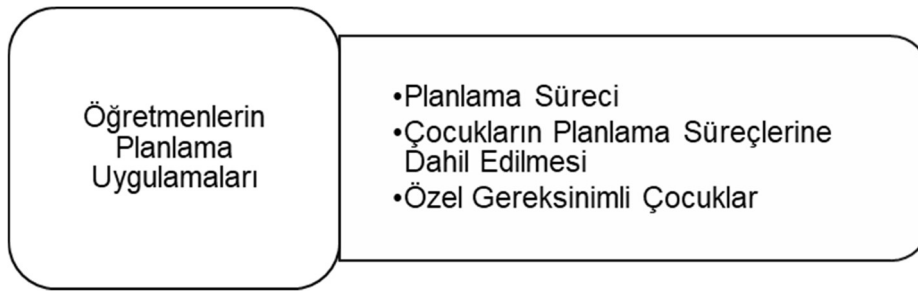 Öğretmenlerin
Planlama
Uygulamaları
•Planlama Süreci
•Çocukların Planlama Süreçlerine
Dahil Edilmesi
•Özel Gereksinimli Çocuklar